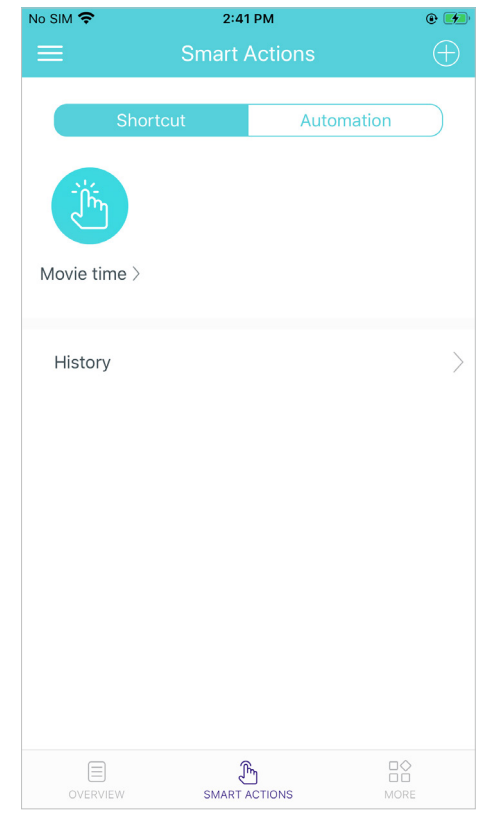 No SIM 2:41 PM
Smart Actions
Shortcut Automation
Movie time
History
OVERVIEW SMART ACTIONS MORE